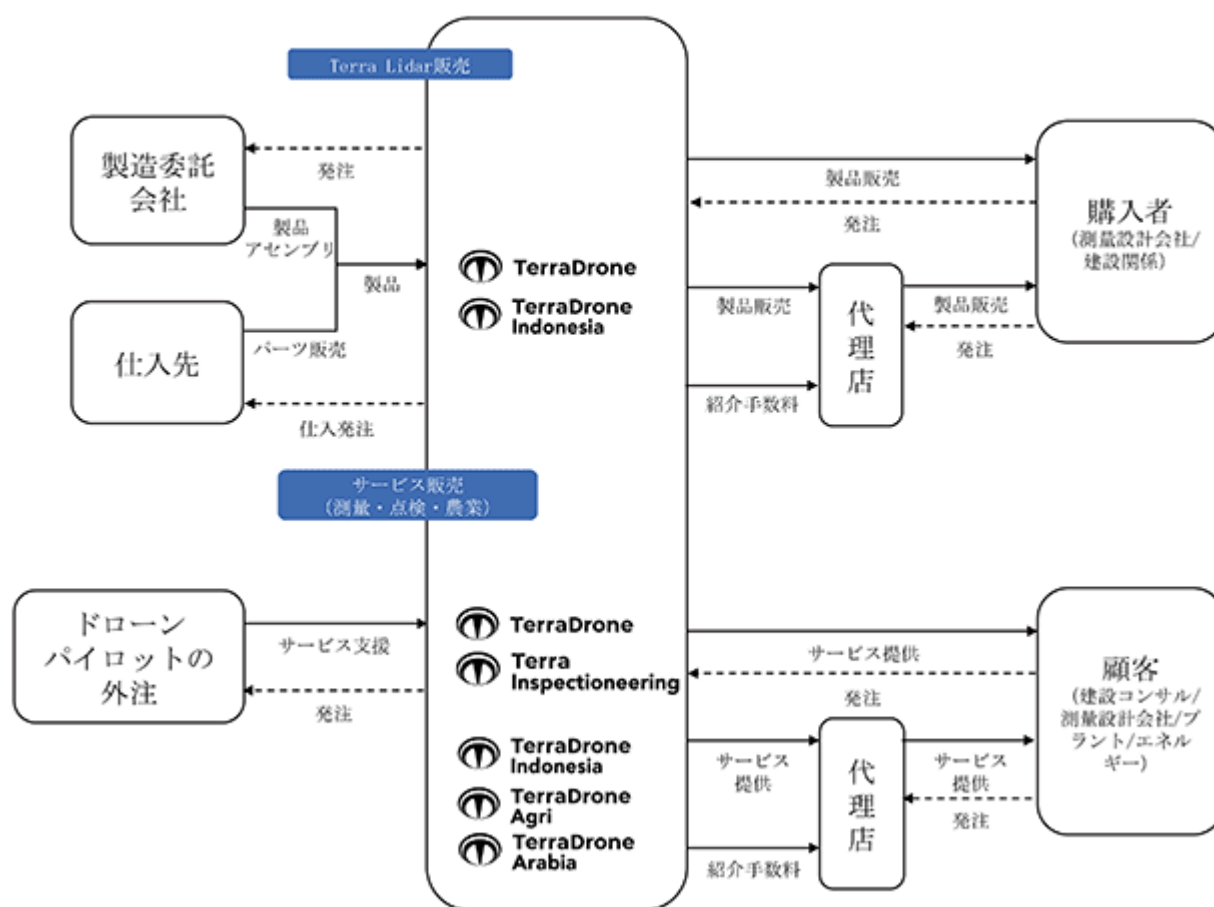 Terra Lidar販売
製造委託
会社
発注
製品
アセンブリ
製品
仕入先
パーツ販売
仕入発注
TerraDrone
TerraDrone
Indonesia
製品販売
発注
購入者
(測量設計会社/
建設関係)
製品販売
紹介手数料
代
理
店
製品販売
発注
サービス販売
(測量・点検・農業)
ドローン
パイロットの
外注
サービス支援
発注
TerraDrone
Terra
Inspectioneering
TerraDrone
Indonesia
TerraDrone
Agri
TerraDrone
Arabia
サービス提供
発注
顧客
(建設コンサル/
測量設計会社/プ
ラント/エネル
ギー)
サービス
提供
紹介手数料
代
理
店
サービス
提供
発注